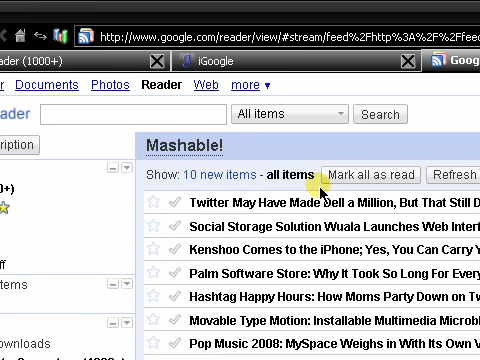 http://www.google.com/reader/view/#stream/feed%2Fhttp%3A%2F%2Ffeed
ader (1000+)
iGoogle
Goog
r Documents Photos Reader Web more ▾
ader All items Search
ription
Mashable!
Show: 10 new items - all items Mark all as read Refresh
0+)
Twitter May Have Made Dell a Million, But That Still D
Social Storage Solution Wuala Launches Web Interf
Kenshoo Comes to the iPhone; Yes, You Can Carry Y
ff
Palm Software Store: Why It Took So Long For Every
tems
Hashtag Happy Hours: How Moms Party Down on Tw
Movable Type Motion: Installable Multimedia Microbl
ownloads
Pop Music 2008: MySpace Weighs in With Its Own V